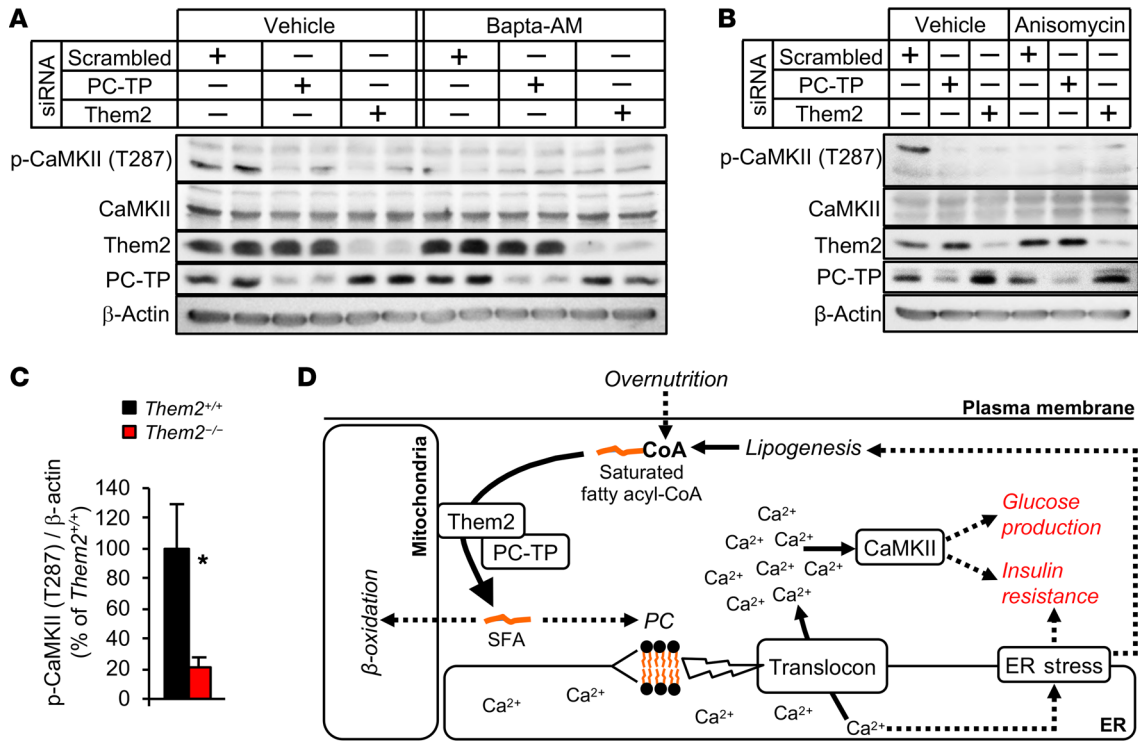 A
Vehicle
Bapta-AM
siRNA
Scrambled + – – + – –
PC-TP – + – – + –
Them2 – – + – – +
p-CaMKII (T287)
CaMKII
Them2
PC-TP
β-Actin
B
Vehicle
Anisomycin
siRNA
Scrambled + – – + – –
PC-TP – + – – + –
Them2 – – + – – +
p-CaMKII (T287)
CaMKII
Them2
PC-TP
β-Actin
C
Them2+/+
Them2–/–
p-CaMKII (T287) / β-actin
(% of Them2+/+)
140
120
100
80
60
40
20
0
*
D
Overnutrition
Plasma membrane
Mitochondria
CoA
Lipogenesis
Saturated
fatty acyl-CoA
Them2
PC-TP
Ca2+
Ca2+ Ca2+
Ca2+ Ca2+ Ca2+
Ca2+ Ca2+
CaMKII
Glucose
production
Insulin
resistance
β-oxidation
SFA
PC
Translocon
ER stress
Ca2+ Ca2+ Ca2+ Ca2+ Ca2+
ER